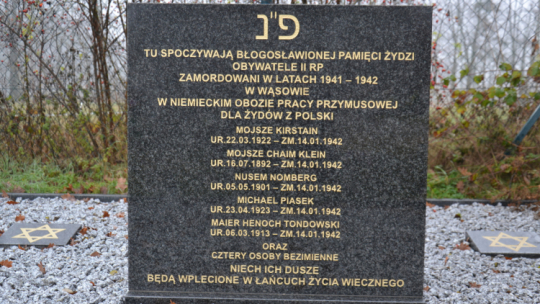 פ"נ
TU SPOCZYWAJĄ BŁOGOSŁAWIONEJ PAMIĘCI ŻYDZI
OBYWATELE II RP
ZAMORDOWANI W LATACH 1941 – 1942
W WĄSOWIE
W NIEMIECKIM OBOZIE PRACY PRZYMUSOWEJ
DLA ŻYDÓW Z POLSKI
MOJSZE KIRSTAIN
UR.22.03.1922 – ZM.14.01.1942
MOJSZE CHAIM KLEIN
UR.16.07.1892 – ZM.14.01.1942
NUSEM NOMBERG
UR.05.05.1901 – ZM.14.01.1942
MICHAEL PIASEK
UR.23.04.1923 – ZM.14.01.1942
MAIER HENOCH TONDOWSKI
UR.06.03.1913 – ZM.14.01.1942
ORAZ
CZTERY OSOBY BEZIMIENNE
NIECH ICH DUSZE
BĘDĄ WPLECIONE W ŁAŃCUCH ŻYCIA WIECZNEGO